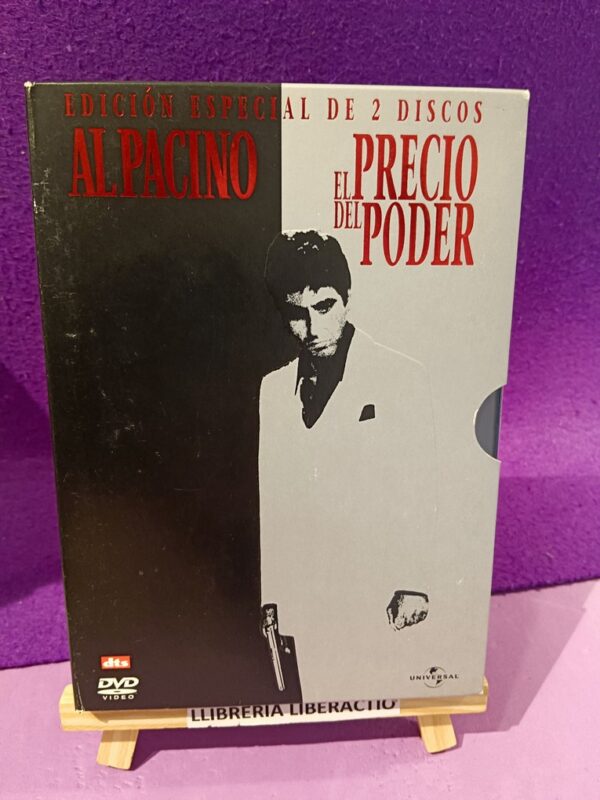 EDICIÓN ESPECIAL DE 2 DISCOS
AL PACINO
EL PRECIO
DEL PODER
dts
DVD
VIDEO
UNIVERSAL
LLIBRERIA LIBERACTIO